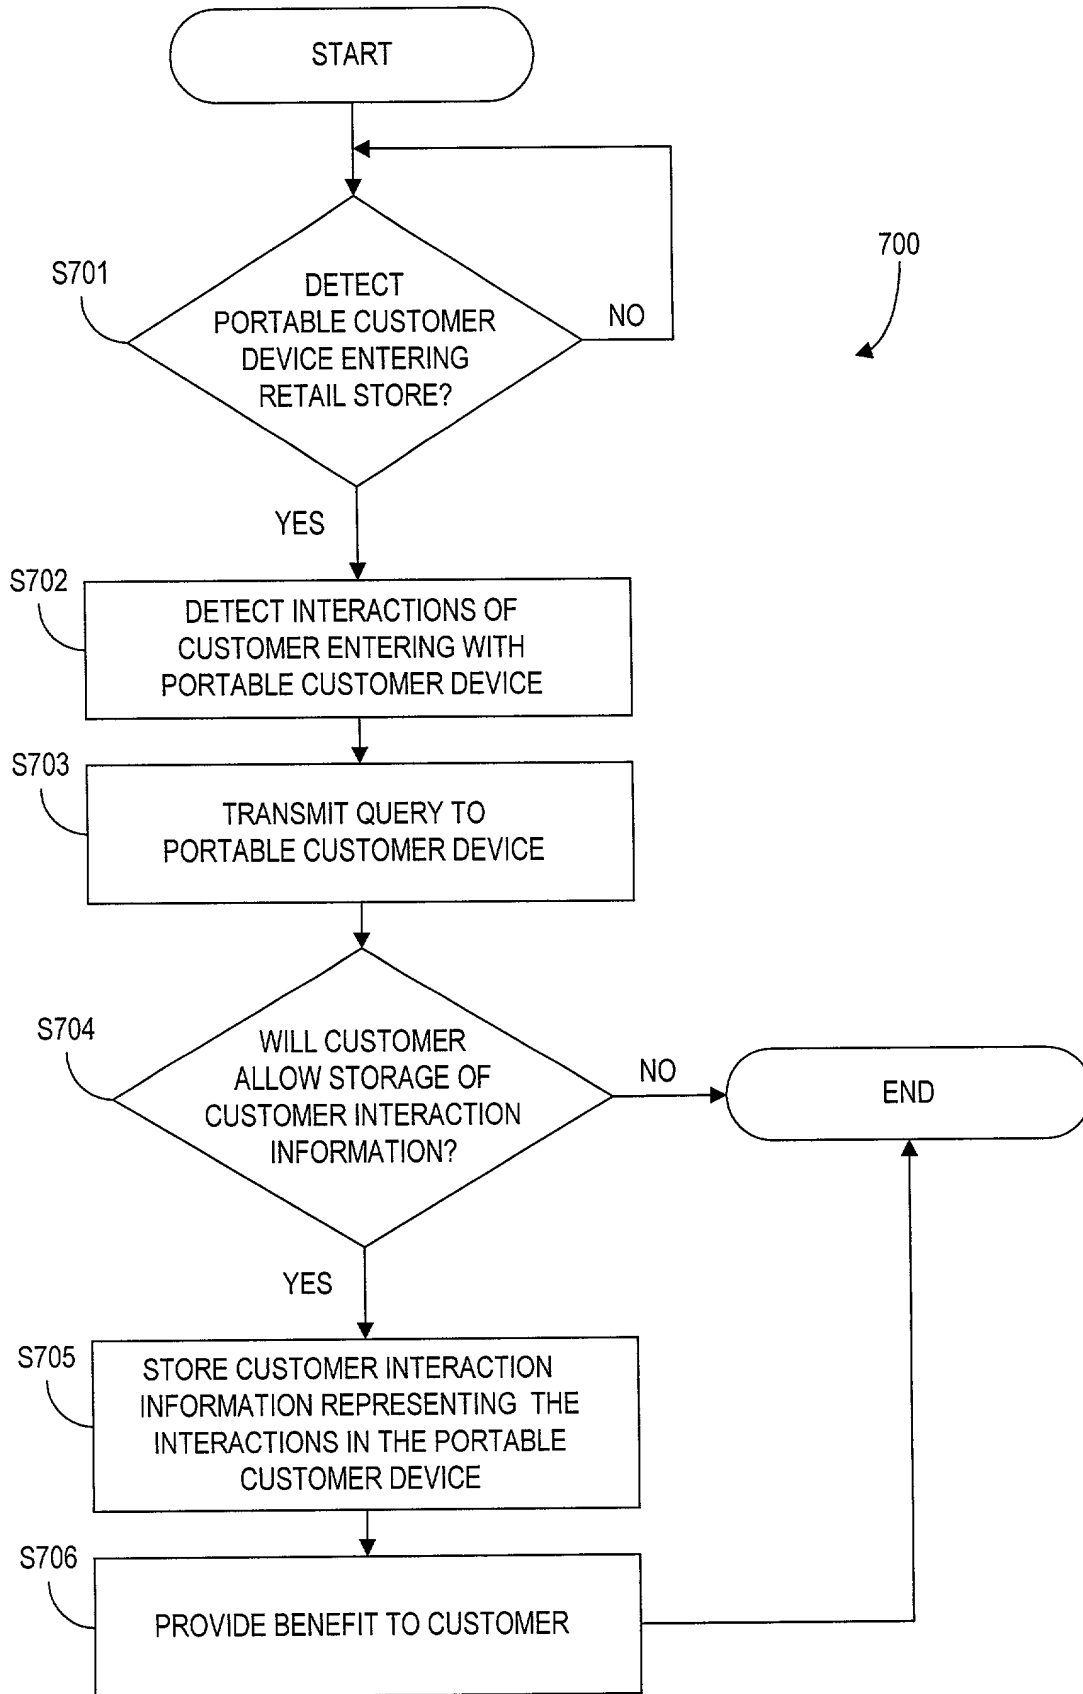 START
700
S701
DETECT
PORTABLE CUSTOMER
DEVICE ENTERING
RETAIL STORE?
NO
YES
S702
DETECT INTERACTIONS OF
CUSTOMER ENTERING WITH
PORTABLE CUSTOMER DEVICE
S703
TRANSMIT QUERY TO
PORTABLE CUSTOMER DEVICE
S704
WILL CUSTOMER
ALLOW STORAGE OF
CUSTOMER INTERACTION
INFORMATION?
NO
END
YES
S705
STORE CUSTOMER INTERACTION
INFORMATION REPRESENTING THE
INTERACTIONS IN THE PORTABLE
CUSTOMER DEVICE
S706
PROVIDE BENEFIT TO CUSTOMER